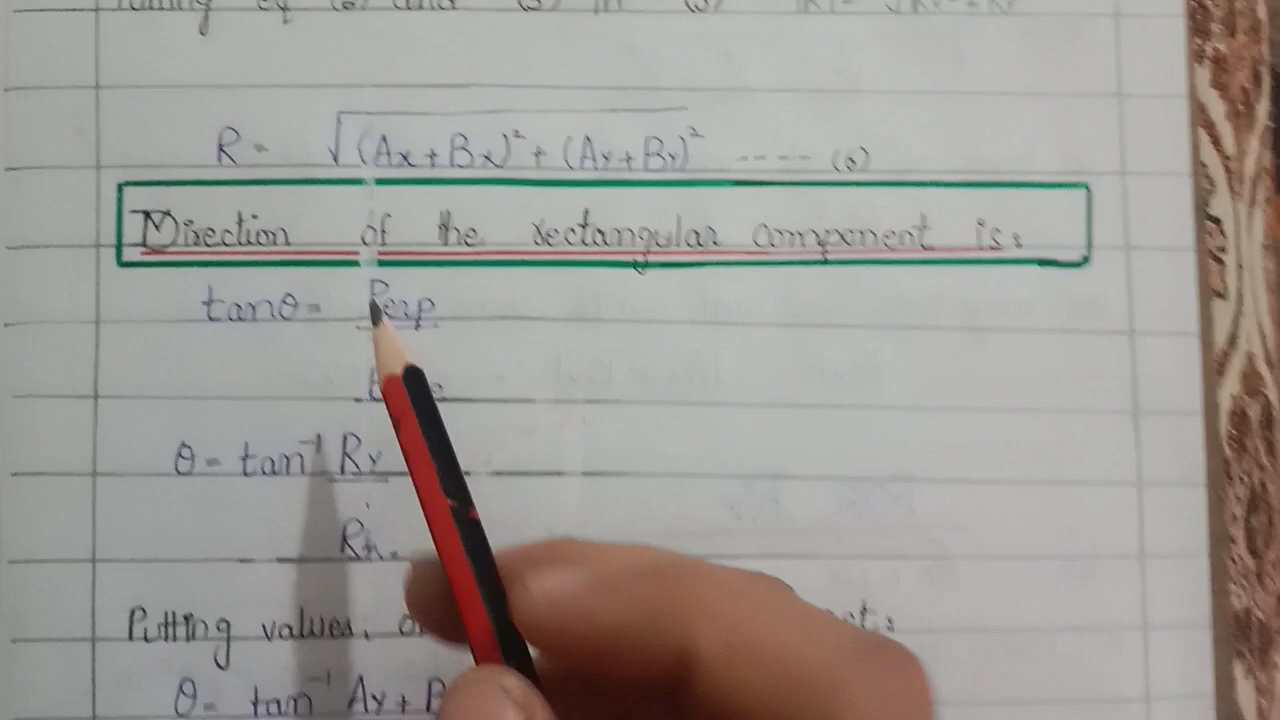 R = √(Ax + Bx)² + (Ay + By)² ---- (6)
Direction of the rectangular component is:
tanθ = Perp
θ = tan⁻¹ Ry
Rx.
Putting values,
θ = tan⁻¹ Ay + B